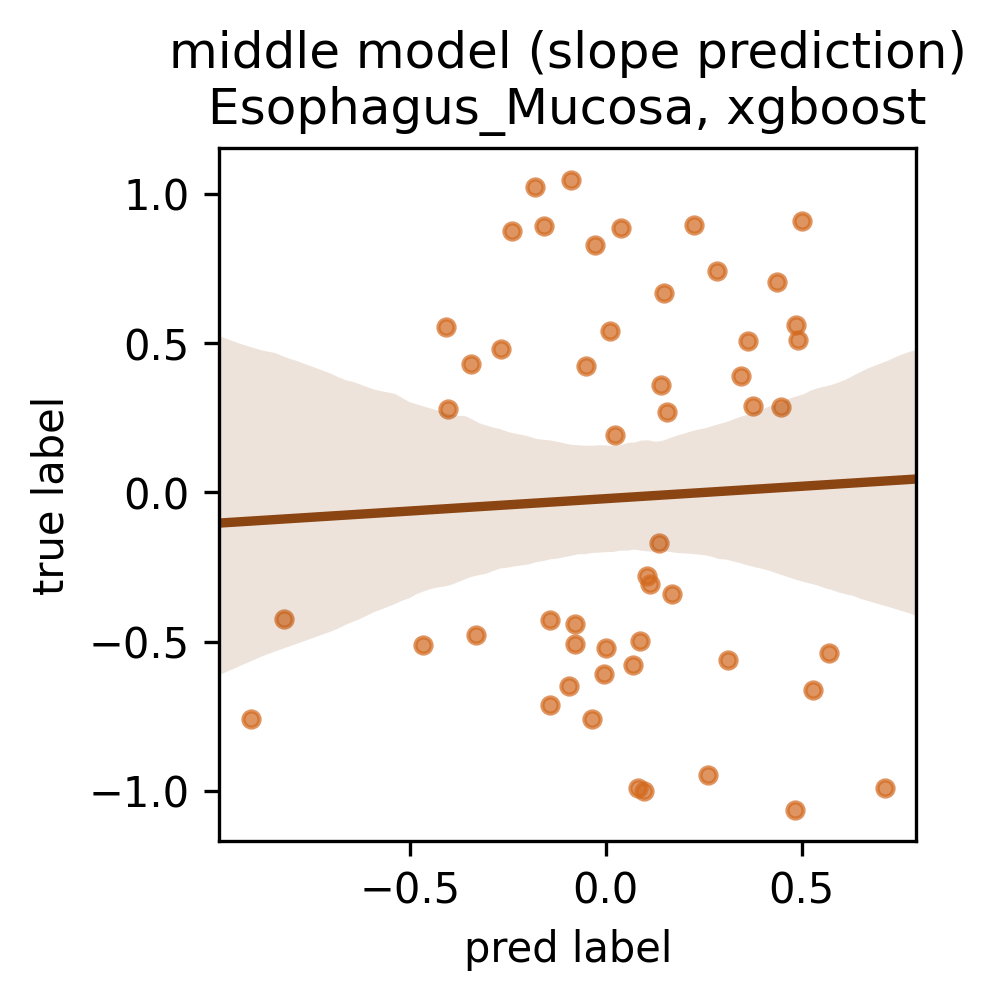 middle model (slope prediction)
Esophagus_Mucosa, xgboost
1.0
0.5
0.0
−0.5
−1.0
true label
−0.5
0.0
0.5
pred label